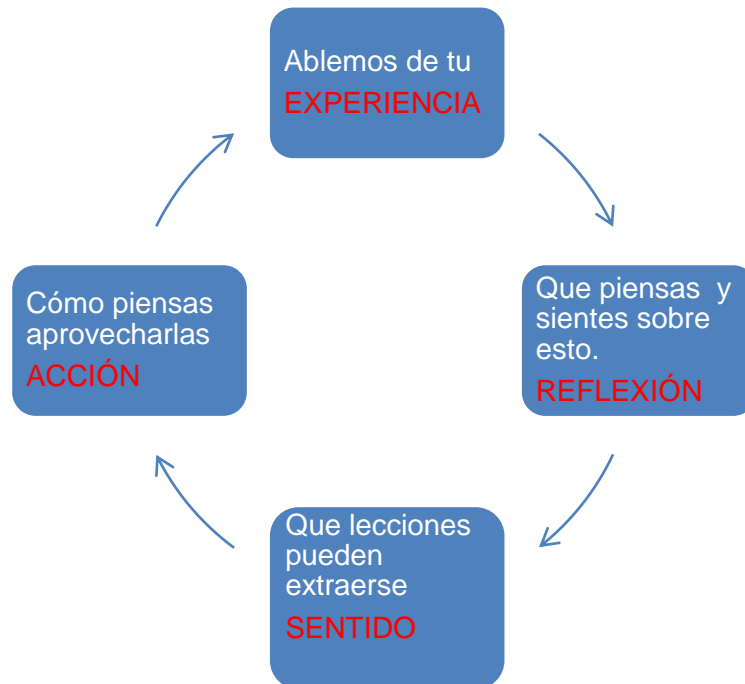 Ablemos de tu
EXPERIENCIA
Que piensas y
sientes sobre
esto.
REFLEXIÓN
Que lecciones
pueden
extraerse
SENTIDO
Cómo piensas
aprovecharlas
ACCIÓN